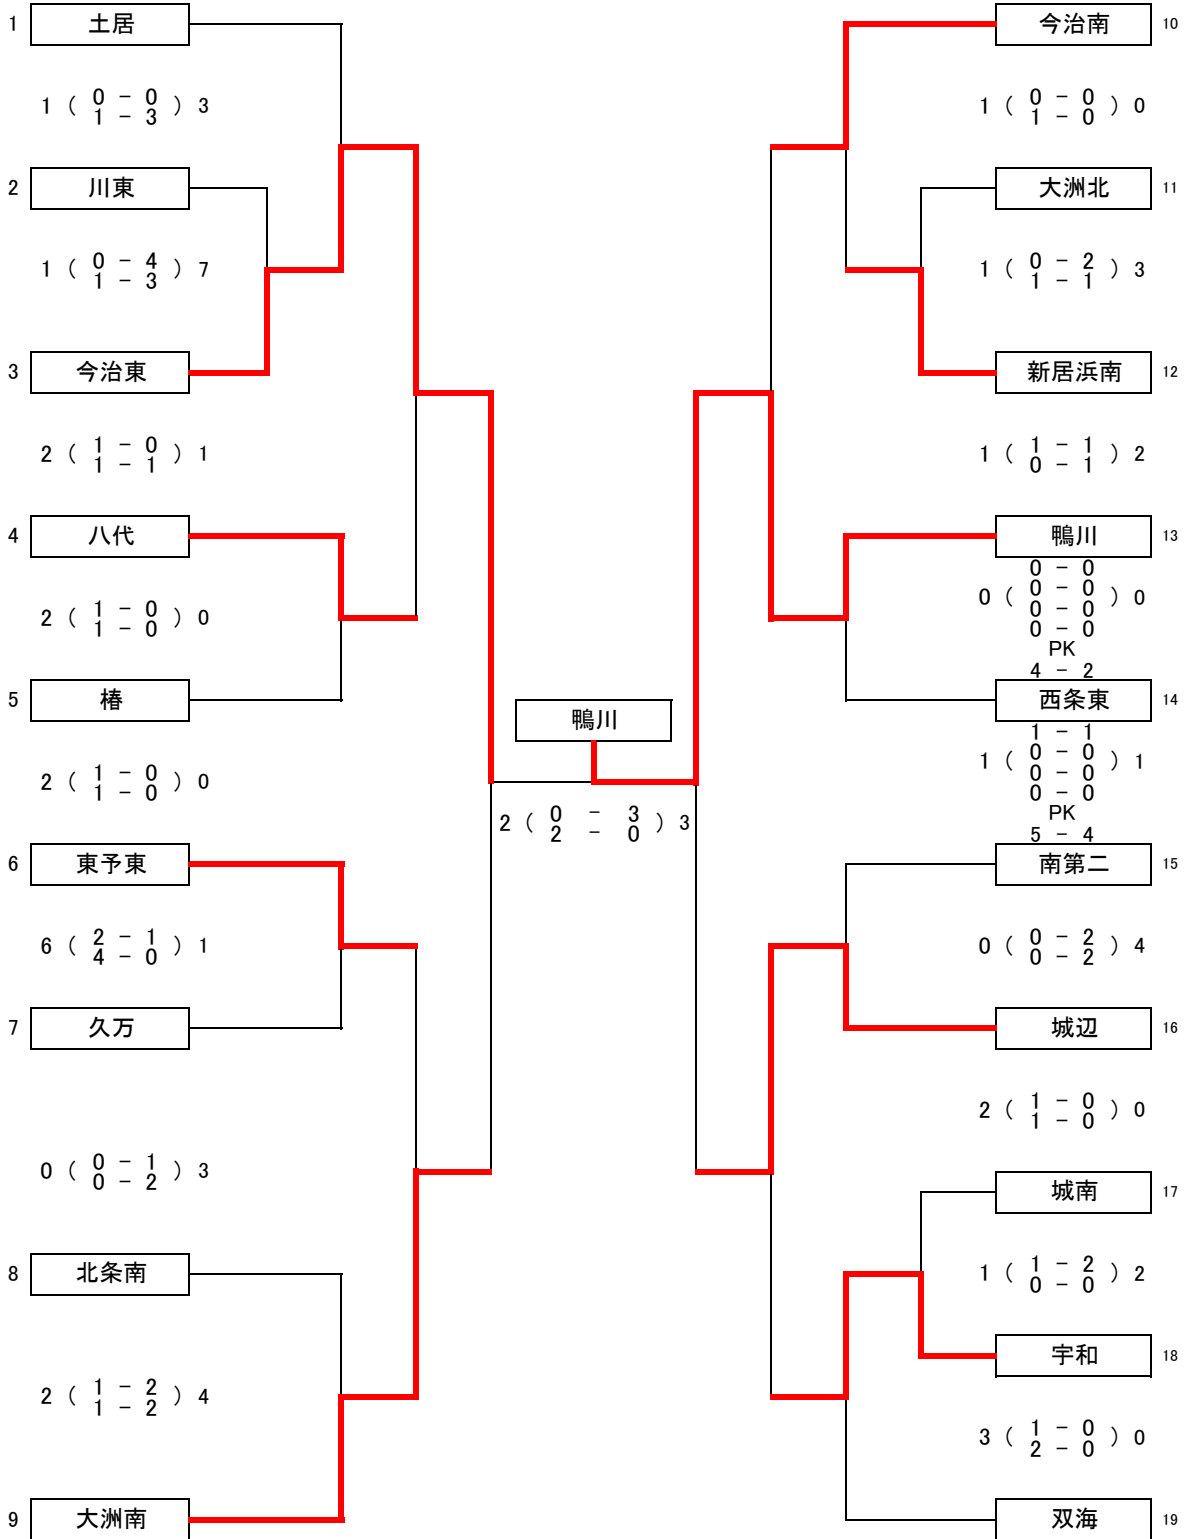 1 土居
1 ( 0 - 0 ) 3
1 - 3
2 川東
1 ( 0 - 4 ) 7
1 - 3
3 今治東
2 ( 1 - 0 ) 1
1 - 1
4 八代
2 ( 1 - 0 ) 0
1 - 0
5 椿
2 ( 1 - 0 ) 0
1 - 0
6 東予東
6 ( 2 - 1 ) 1
4 - 0
7 久万
0 ( 0 - 1 ) 3
0 - 2
8 北条南
2 ( 1 - 2 ) 4
1 - 2
9 大洲南
鴨川
2 ( 0 - 3 ) 3
2 - 0
今治南 10
1 ( 0 - 0 ) 0
1 - 0
大洲北 11
1 ( 0 - 2 ) 3
1 - 1
新居浜南 12
1 ( 1 - 1 ) 2
0 - 1
鴨川 13
0 - 0
0 ( 0 - 0 ) 0
0 - 0
0 - 0
PK
4 - 2
西条東 14
1 - 1
1 ( 0 - 0 ) 1
0 - 0
0 - 0
PK
5 - 4
南第二 15
0 ( 0 - 2 ) 4
0 - 2
城辺 16
2 ( 1 - 0 ) 0
1 - 0
城南 17
1 ( 1 - 2 ) 2
0 - 0
宇和 18
3 ( 1 - 0 ) 0
2 - 0
双海 19